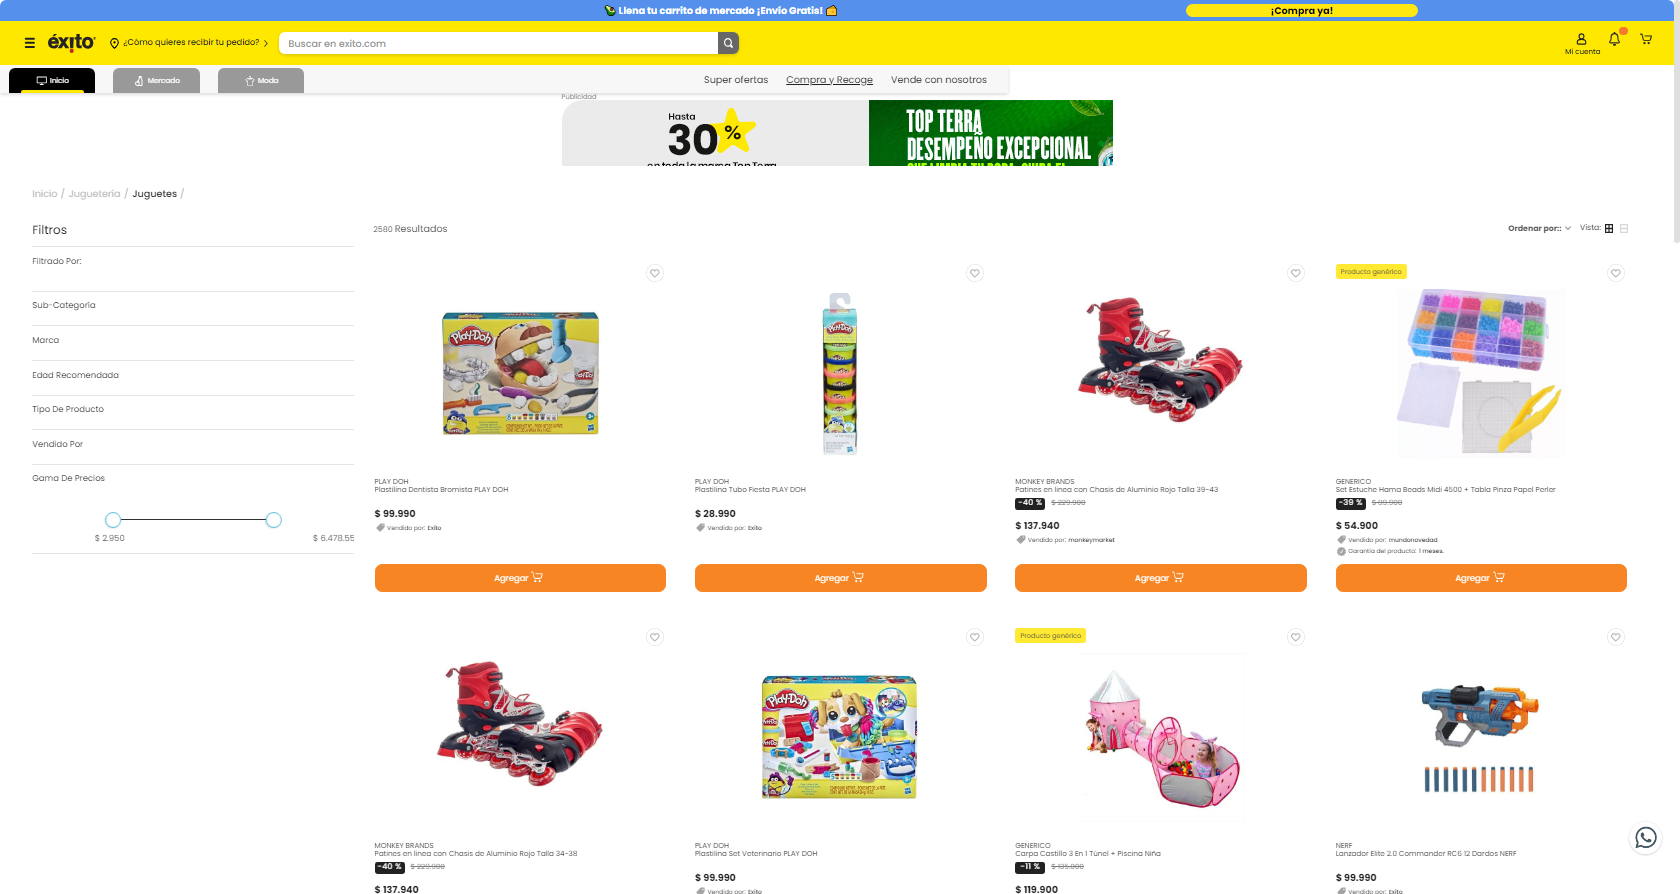 Llena tu carrito de mercado ¡Envío Gratis!
¡Compra ya!
éxito
¿Cómo quieres recibir tu pedido?
Buscar en exito.com
Mi cuenta
Inicio
Mercado
Moda
Super ofertas
Compra y Recoge
Vende con nosotros
Publicidad
Hasta
30 %
en toda la marca Top Terra
TOP TERRA
DESEMPEÑO EXCEPCIONAL
Inicio / Juguetería / Juguetes /
Filtros
2580 Resultados
Ordenar por::
Vista:
Filtrado Por:
Sub-Categoría
Marca
Edad Recomendada
Tipo De Producto
Vendido Por
Gama De Precios
$ 2.950
$ 6.478.55
Play-Doh
PLAY DOH
Plastilina Dentista Bromista PLAY DOH
$ 99.990
Vendido por: Exito
Agregar
Play-Doh
PLAY DOH
Plastilina Tubo Fiesta PLAY DOH
$ 28.990
Vendido por: Exito
Agregar
MONKEY BRANDS
Patines en linea con Chasis de Aluminio Rojo Talla 39-43
-40 % $ 229.900
$ 137.940
Vendido por: monkeymarket
Agregar
Producto genérico
GENERICO
Set Estuche Hama Beads Midi 4500 + Tabla Pinza Papel Perler
-39 % $ 89.900
$ 54.900
Vendido por: mundonovedad
Garantía del producto: 1 meses.
Agregar
MONKEY BRANDS
Patines en linea con Chasis de Aluminio Rojo Talla 34-38
-40 % $ 229.900
$ 137.940
Play-Doh
PLAY DOH
Plastilina Set Veterinario PLAY DOH
$ 99.990
Vendido por: Exito
Producto genérico
GENERICO
Carpa Castillo 3 En 1 Túnel + Piscina Niña
-11 % $ 135.000
$ 119.900
NERF
Lanzador Elite 2.0 Commander RC6 12 Dardos NERF
$ 99.990
Vendido por: Exito